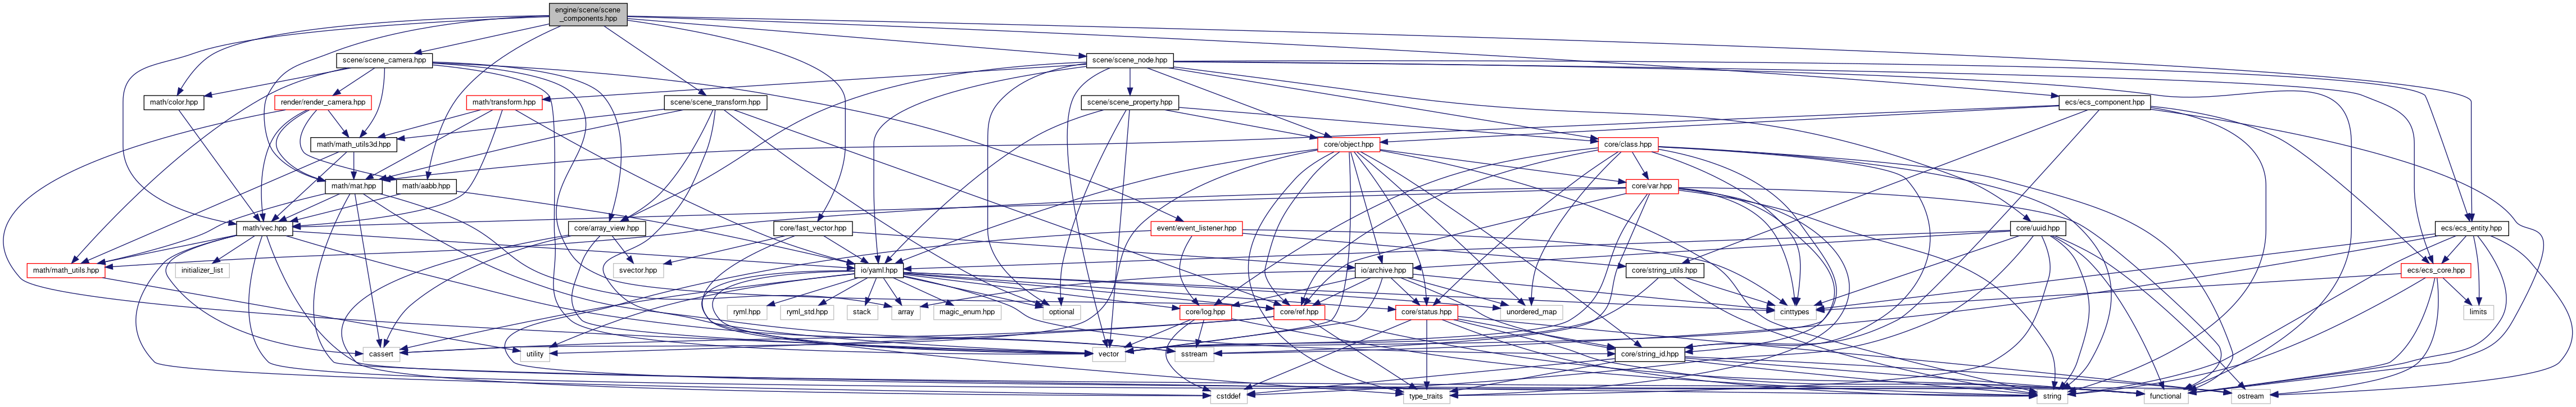 engine/scene/scene
_components.hpp
scene/scene_camera.hpp
scene/scene_node.hpp
math/color.hpp
render/render_camera.hpp
math/transform.hpp
scene/scene_transform.hpp
scene/scene_property.hpp
ecs/ecs_component.hpp
math/math_utils3d.hpp
core/object.hpp
core/class.hpp
math/mat.hpp
math/aabb.hpp
core/var.hpp
math/vec.hpp
core/array_view.hpp
core/fast_vector.hpp
event/event_listener.hpp
core/uuid.hpp
ecs/ecs_entity.hpp
math/math_utils.hpp
initializer_list
svector.hpp
io/yaml.hpp
io/archive.hpp
core/string_utils.hpp
ecs/ecs_core.hpp
ryml.hpp
ryml_std.hpp
stack
array
magic_enum.hpp
optional
core/log.hpp
core/ref.hpp
core/status.hpp
unordered_map
cinttypes
limits
cassert
utility
vector
sstream
core/string_id.hpp
cstddef
type_traits
string
functional
ostream